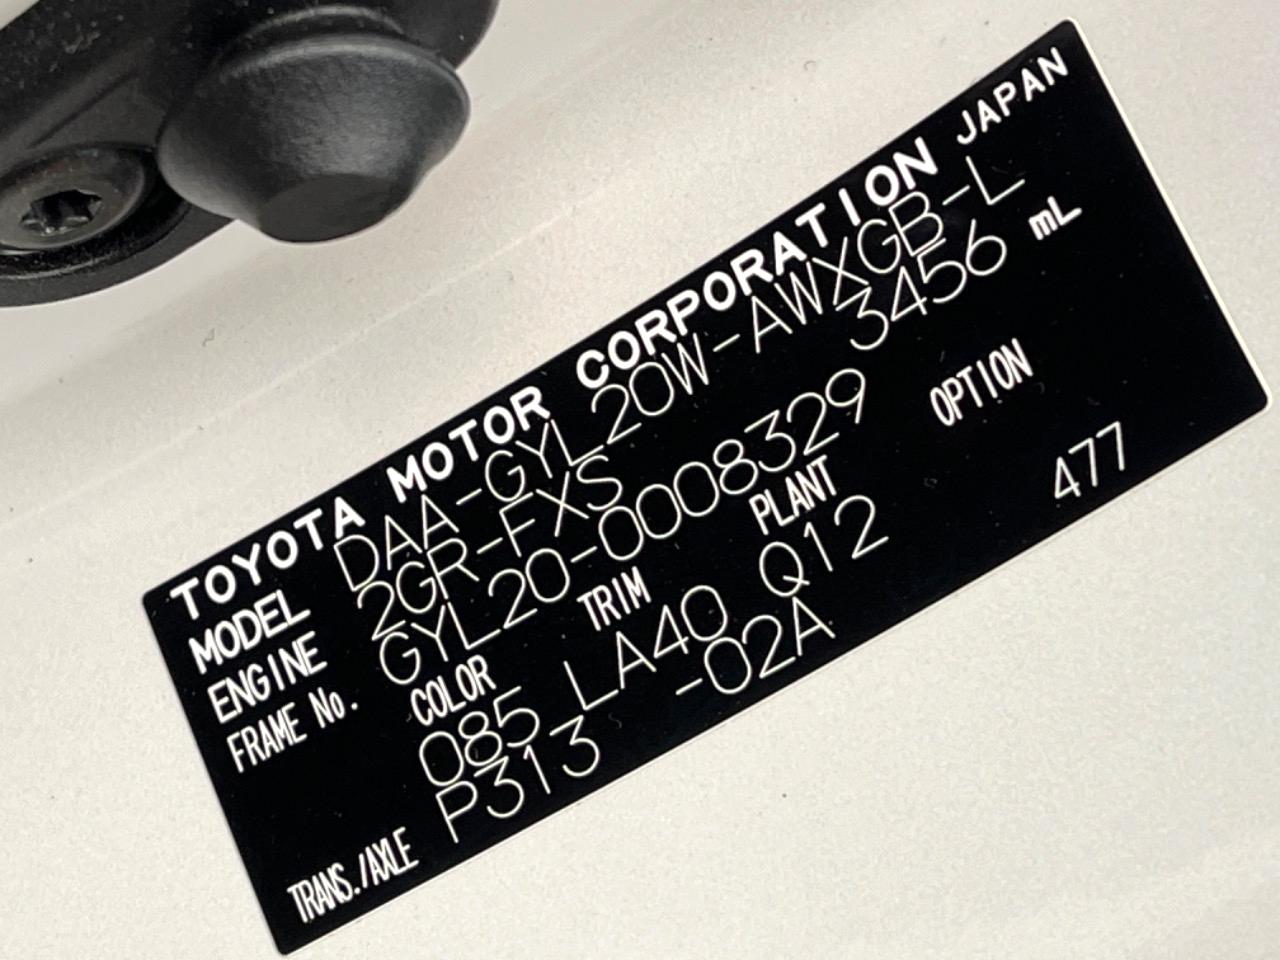 TOYOTA MOTOR CORPORATION JAPAN
MODEL DAA-GYL20W-AWXGB-L
ENGINE 2GR-FXS 3456 mL
FRAME No. GYL20-0008329
COLOR TRIM PLANT OPTION
085 LA40 Q12 477
TRANS./AXLE P313 -02A